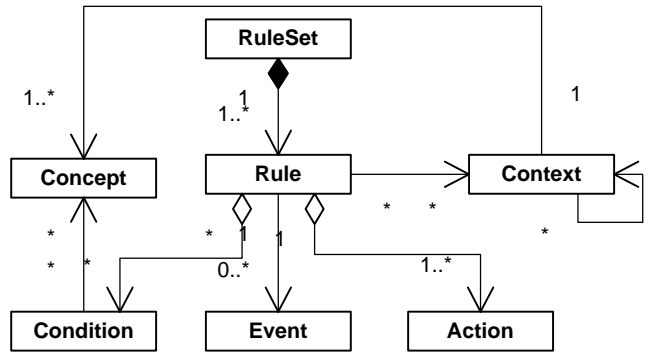 RuleSet
1..*
1
1..*
1
Concept
Rule
Context
*
*
*
*
1
1
*
*
*
0..*
1..*
Condition
Event
Action